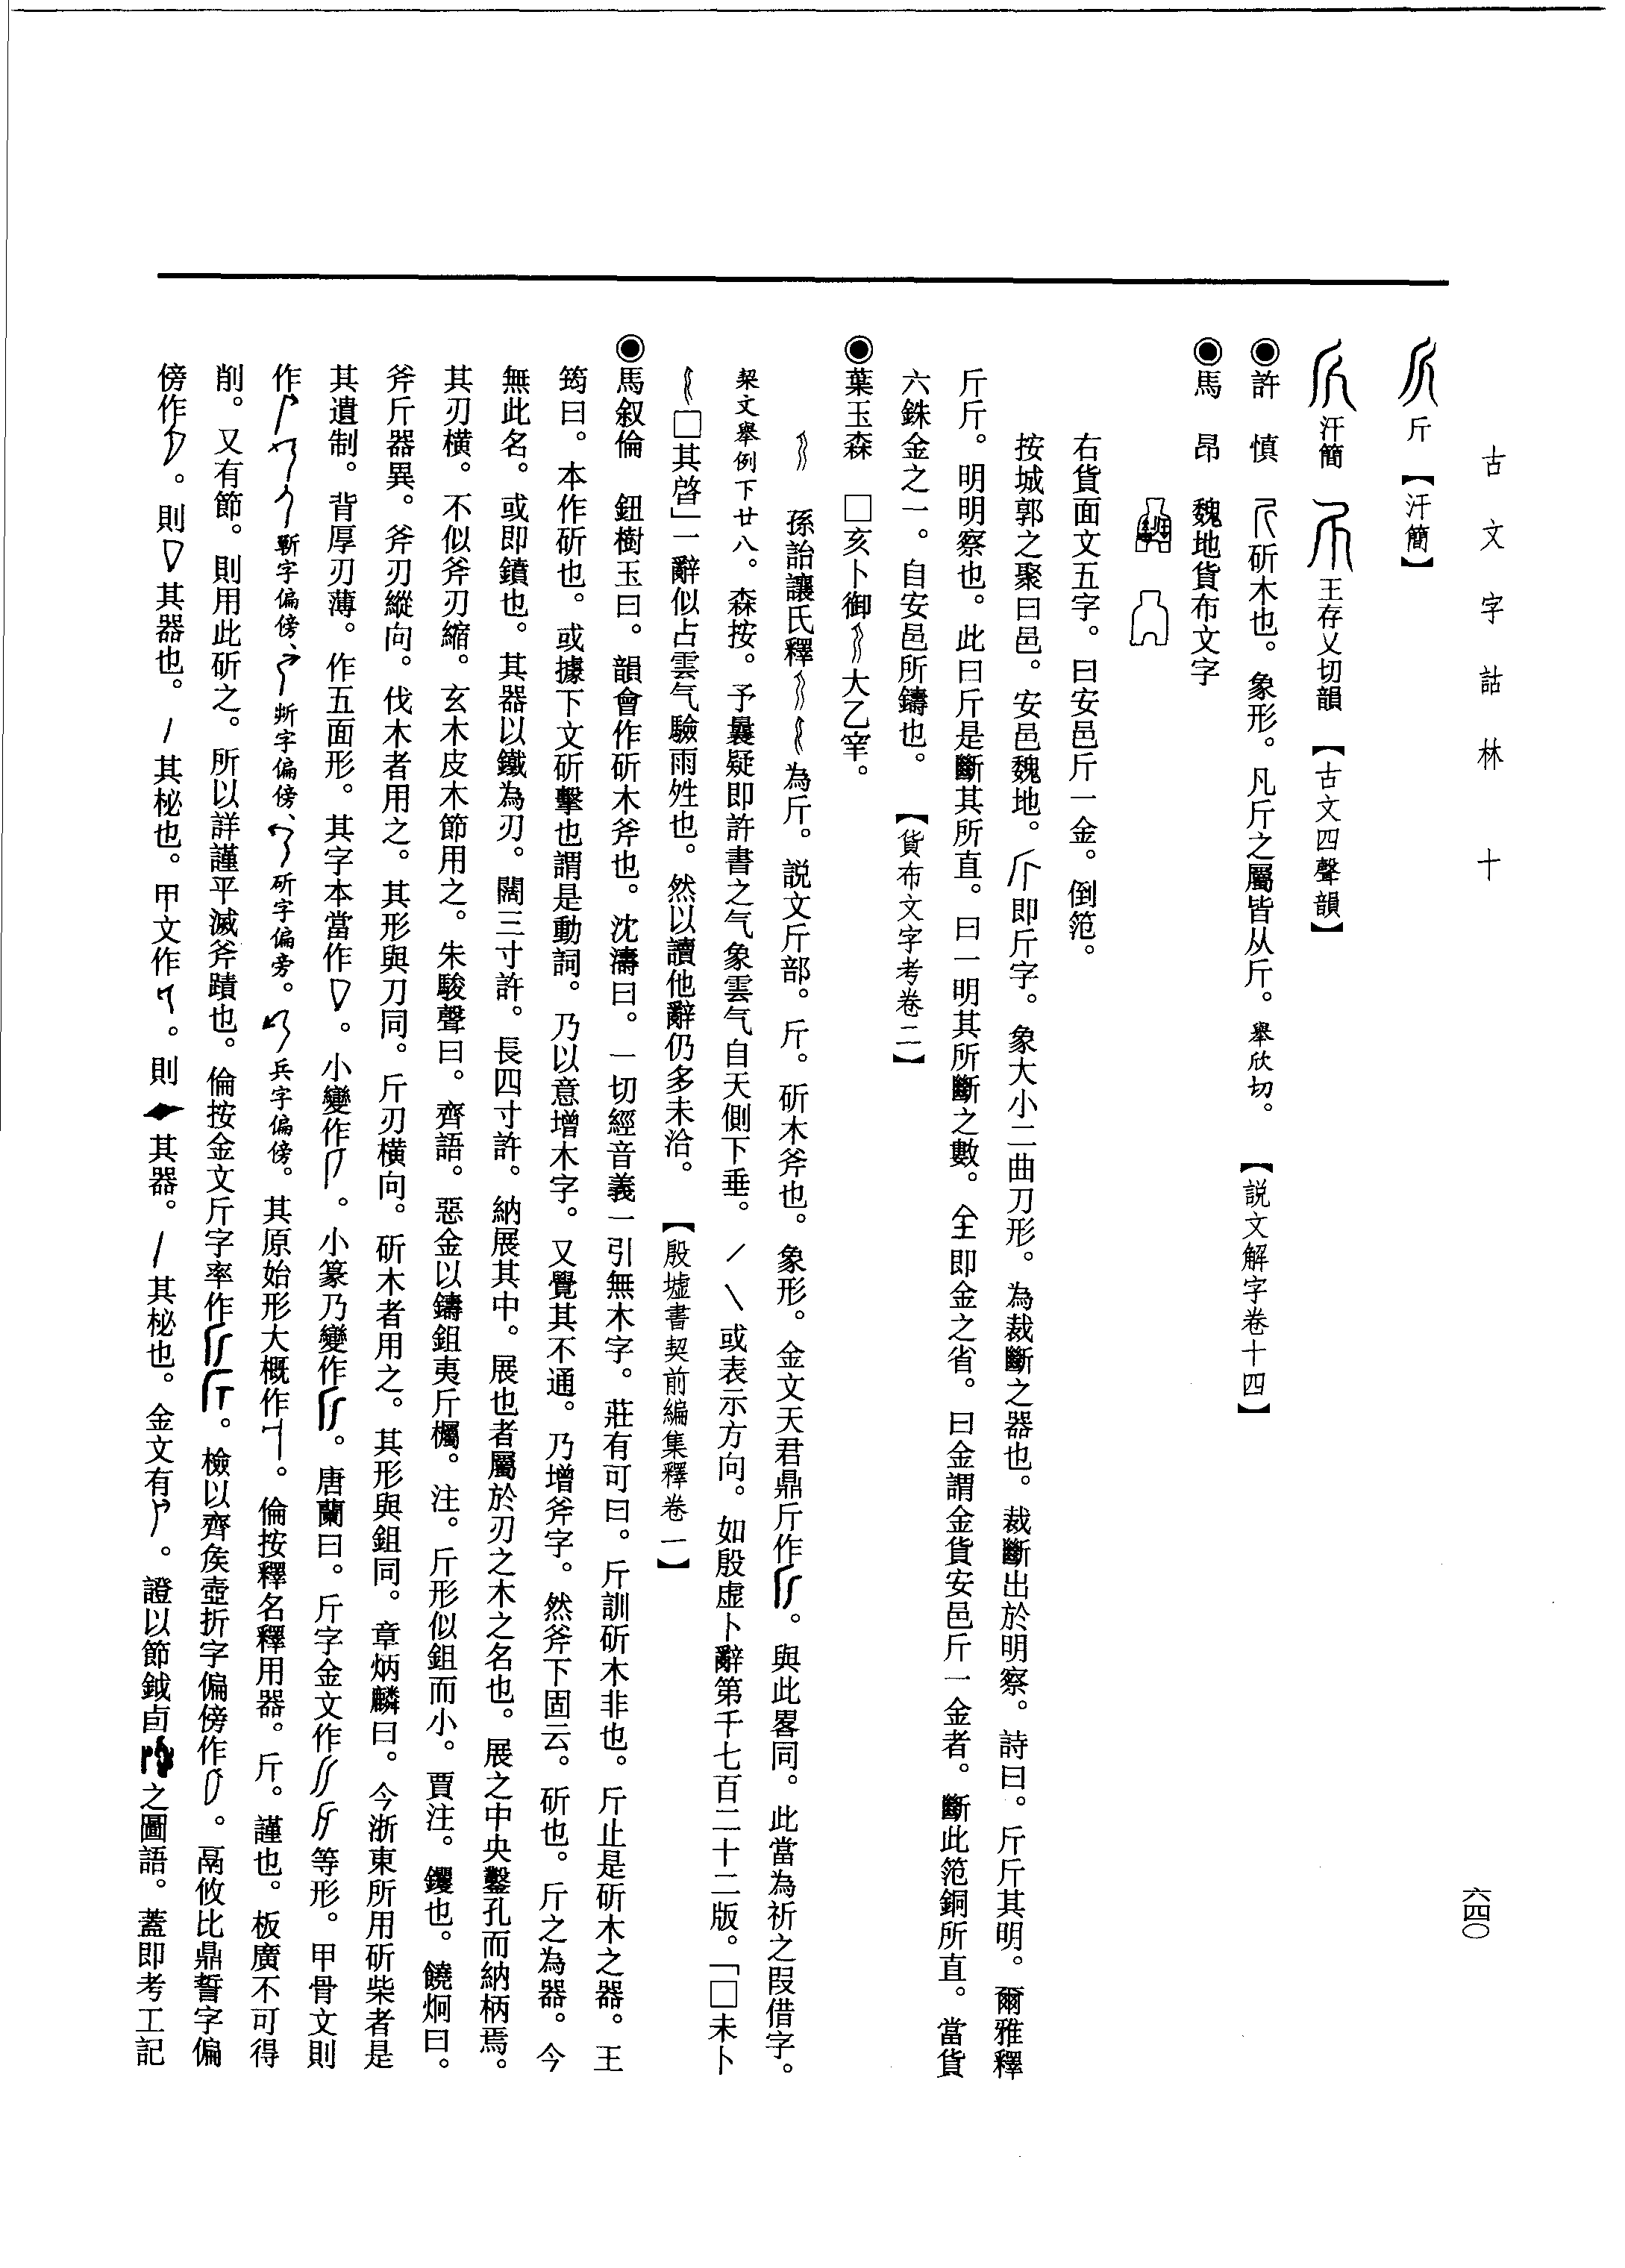 古文字詁林 十
六四〇
斤 【汗簡】
汗簡 王存乂切韻 【古文四聲韻】
◉許 慎 斫木也。象形。凡斤之屬皆从斤。舉欣切。 【説文解字卷十四】
◉馬 昂 魏地貨布文字
右貨面文五字。曰安邑斤一金。倒笵。
按城郭之聚曰邑。安邑魏地。即斤字。象大小二曲刀形。為裁斷之器也。裁斷出於明察。詩曰。斤斤其明。爾雅釋
斤斤。明明察也。此曰斤是斷其所直。曰一明其所斷之數。即金之省。曰金謂金貨安邑斤一金者。斷此笵銅所直。當貨
六銖金之一。自安邑所鑄也。 【貨布文字考卷二】
◉葉玉森 □亥卜御大乙宰。
孫詒讓氏釋為斤。説文斤部。斤。斫木斧也。象形。金文天君鼎斤作。與此畧同。此當為祈之叚借字。
栔文舉例下廿八。森按。予曩疑即許書之气象雲气自天側下垂。或表示方向。如殷虚卜辭第千七百二十二版。「□未卜
□其啓」一辭似占雲气驗雨姓也。然以讀他辭仍多未洽。 【殷墟書契前編集釋卷一】
◉馬叙倫 鈕樹玉曰。韻會作斫木斧也。沈濤曰。一切經音義一引無木字。莊有可曰。斤訓斫木非也。斤止是斫木之器。王
筠曰。本作斫也。或據下文斫擊也謂是動詞。乃以意增木字。又覺其不通。乃增斧字。然斧下固云。斫也。斤之為器。今
無此名。或即鐼也。其器以鐵為刃。闊三寸許。長四寸許。納展其中。展也者屬於刃之木之名也。展之中央鑿孔而納柄焉。
其刃横。不似斧刃縮。玄木皮木節用之。朱駿聲曰。齊語。惡金以鑄鉏夷斤欘。注。斤形似鉏而小。賈注。钁也。饒炯曰。
斧斤器異。斧刃縱向。伐木者用之。其形與刀同。斤刃横向。斫木者用之。其形與鉏同。章炳麟曰。今浙東所用斫柴者是
其遺制。背厚刃薄。作五面形。其字本當作。小變作。小篆乃變作。唐蘭曰。斤字金文作等形。甲骨文則
作靳字偏傍、斨字偏傍、斫字偏旁。兵字偏傍。其原始形大概作。倫按釋名釋用器。斤。謹也。板廣不可得
削。又有節。則用此斫之。所以詳謹平滅斧蹟也。倫按金文斤字率作。檢以齊矦壺折字偏傍作。鬲攸比鼎誓字偏
傍作。則其器也。其柲也。甲文作。則其器。其柲也。金文有。證以節鉞卣之圖語。蓋即考工記